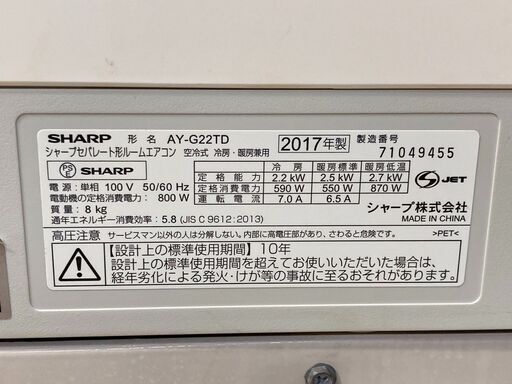 SHARP 形 名 AY-G22TD 2017年製 製造番号
シャープセパレート形ルームエアコン 空冷式 冷房・暖房兼用 71049455
PS E 冷 房 暖房標準 暖房低温
定 格 能 力 2.2 kW 2.5 kW 2.7 kW
電 源:単相 100 V 50/60 Hz 定格消費電力 590 W 550 W 870 W
電動機の定格消費電力: 800 W 運 転 電 流 7.0 A 6.5 A
S JET
質 量: 8 kg シャープ株式会社
通年エネルギー消費効率: 5.8 (JIS C 9612:2013) MADE IN CHINA
高圧注意 サービスマン以外の人は分解しないでください。内部に高電圧部があり、さわると危険です。 >PET<
【設計上の標準使用期間】10年
設計上の標準使用期間を超えてお使いいただいた場合は、
経年劣化による発火・けが等の事故に至るおそれがあります。